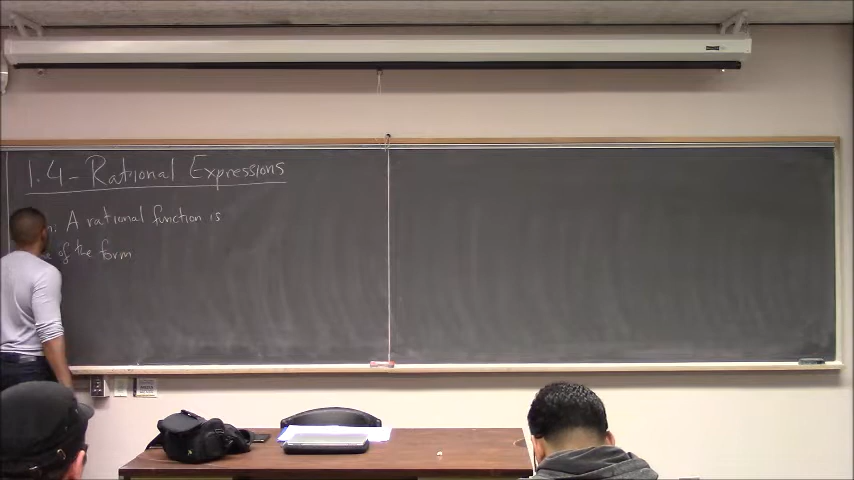 1.4 - Rational Expressions
n: A rational function is
e of the form